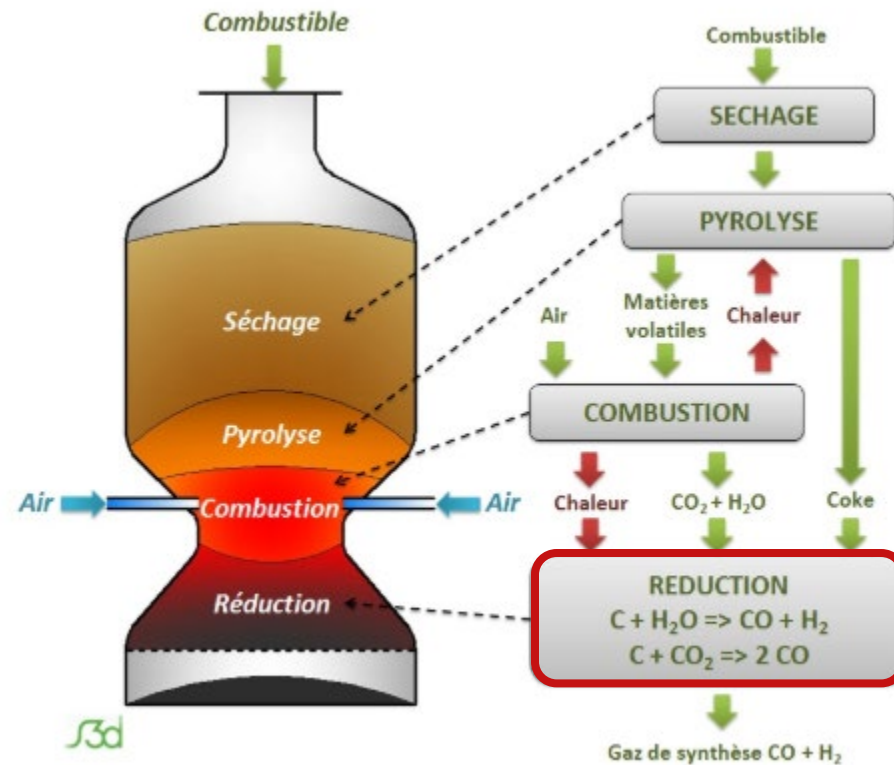 Combustible
Séchage
Pyrolyse
Air
Combustion
Air
Réduction
S3d
Combustible
SECHAGE
PYROLYSE
Air
Matières
volatiles
Chaleur
COMBUSTION
Chaleur
CO₂ + H₂O
Coke
REDUCTION
C + H₂O => CO + H₂
C + CO₂ => 2 CO
Gaz de synthèse CO + H₂